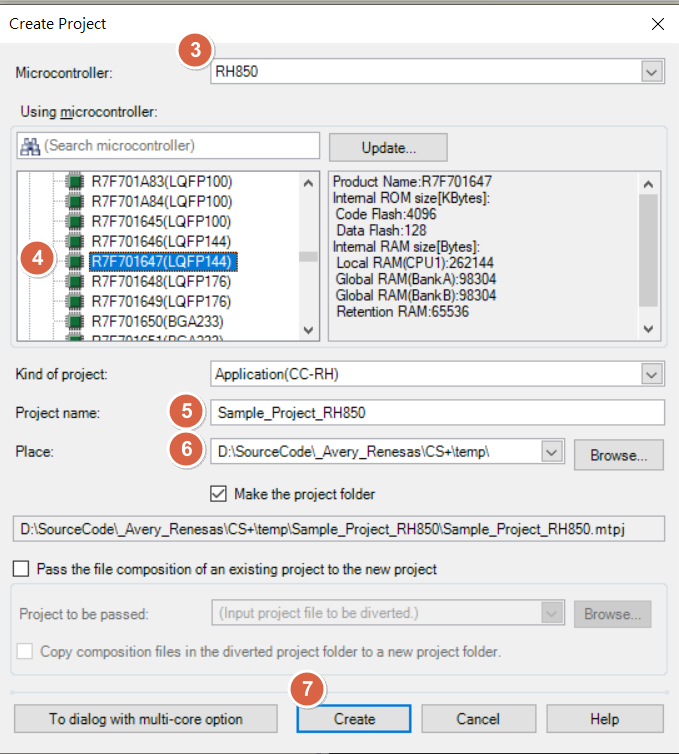 Create Project
3
Microcontroller:
RH850
Using microcontroller:
(Search microcontroller)
Update...
R7F701A83(LQFP100)
R7F701A84(LQFP100)
R7F701645(LQFP100)
R7F701646(LQFP144)
4
R7F701647(LQFP144)
R7F701648(LQFP176)
R7F701649(LQFP176)
R7F701650(BGA233)
R7F701651(BGA233)
Product Name:R7F701647
Internal ROM size[KBytes]:
Code Flash:4096
Data Flash:128
Internal RAM size[Bytes]:
Local RAM(CPU1):262144
Global RAM(BankA):98304
Global RAM(BankB):98304
Retention RAM:65536
Kind of project:
Application(CC-RH)
Project name:
5
Sample_Project_RH850
Place:
6
D:\SourceCode\_Avery_Renesas\CS+\temp\
Browse...
Make the project folder
D:\SourceCode\_Avery_Renesas\CS+\temp\Sample_Project_RH850\Sample_Project_RH850.mtpj
Pass the file composition of an existing project to the new project
Project to be passed:
(Input project file to be diverted.)
Browse...
Copy composition files in the diverted project folder to a new project folder.
7
To dialog with multi-core option
Create
Cancel
Help